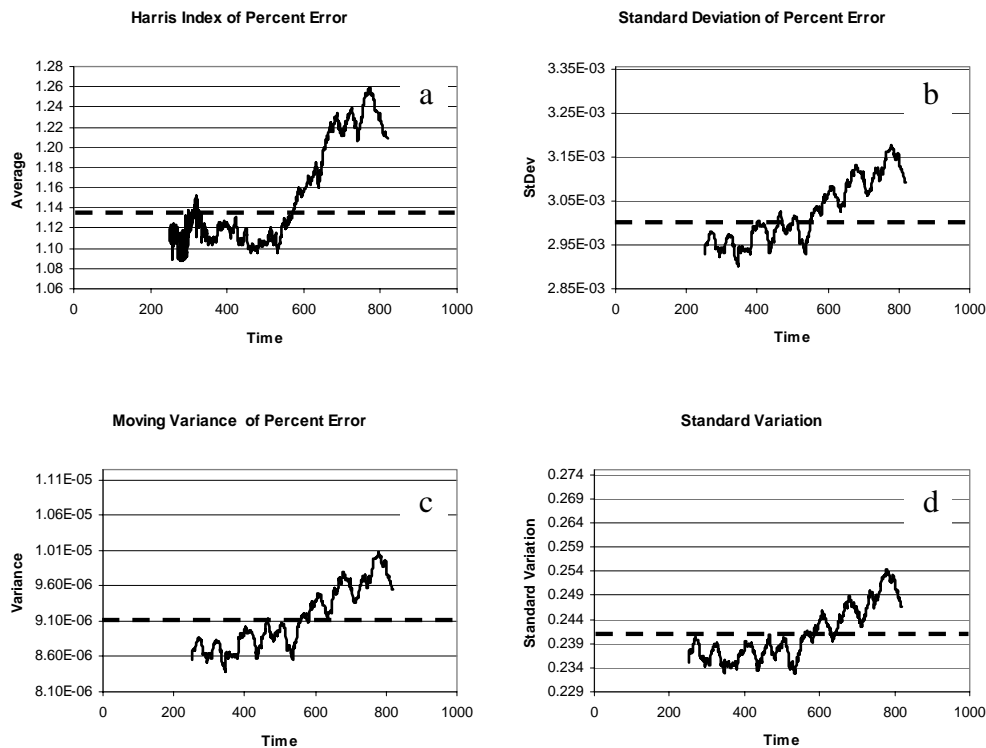 Harris Index of Percent Error
1.28
1.26
1.24
1.22
1.20
1.18
1.16
1.14
1.12
1.10
1.08
1.06
Average
a
0 200 400 600 800 1000
Time
Standard Deviation of Percent Error
3.35E-03
3.25E-03
3.15E-03
3.05E-03
2.95E-03
2.85E-03
StDev
b
0 200 400 600 800 1000
Time
Moving Variance of Percent Error
1.11E-05
1.06E-05
1.01E-05
9.60E-06
9.10E-06
8.60E-06
8.10E-06
Variance
c
0 200 400 600 800 1000
Time
Standard Variation
0.274
0.269
0.264
0.259
0.254
0.249
0.244
0.239
0.234
0.229
Standard Variation
d
0 200 400 600 800 1000
Time